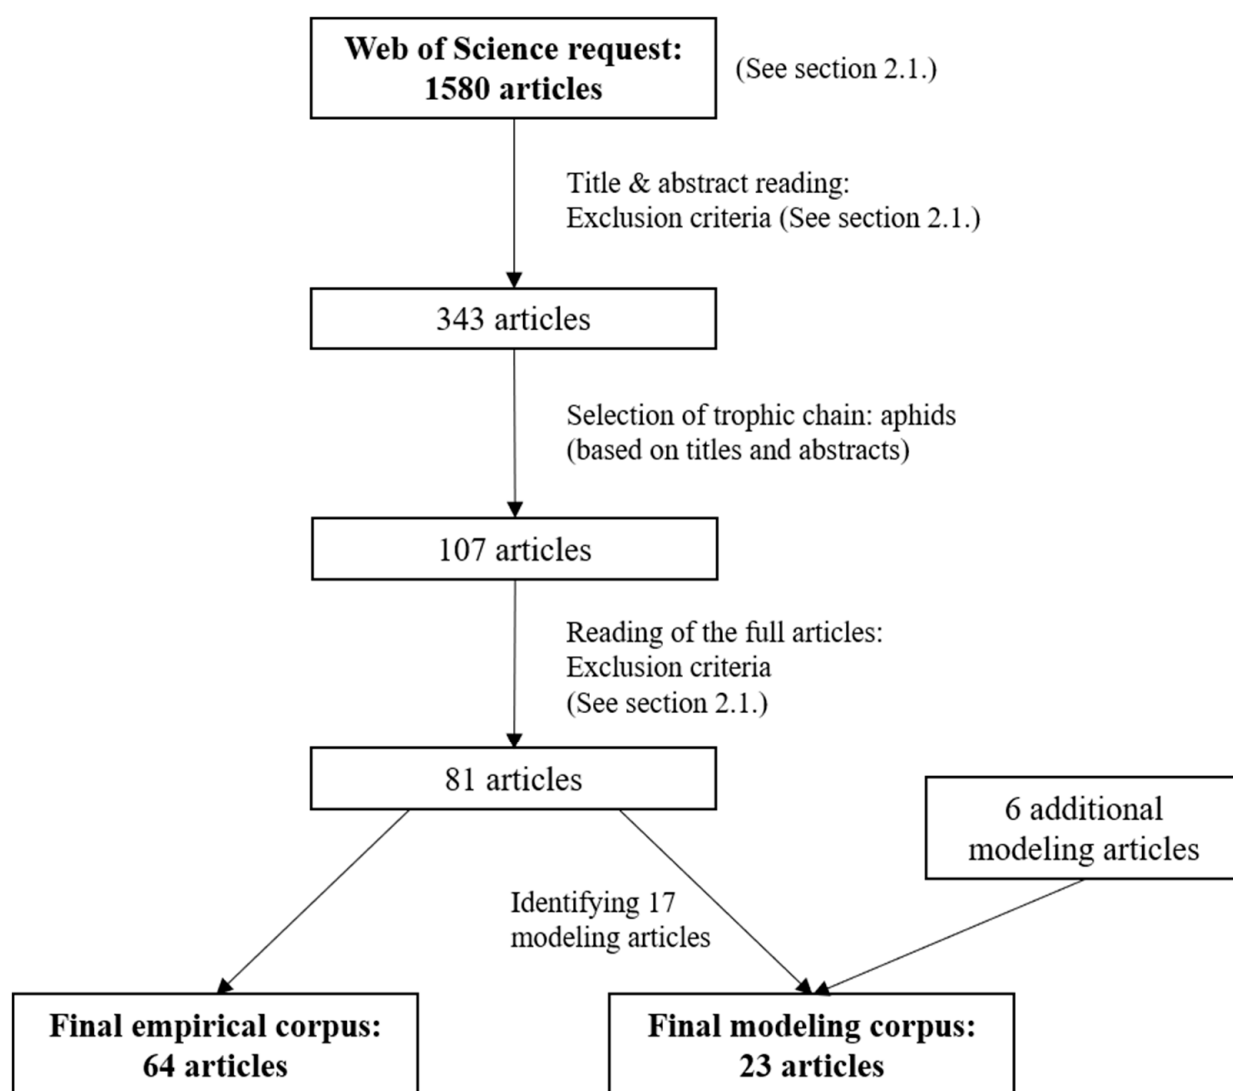 Web of Science request:
1580 articles
(See section 2.1.)
Title & abstract reading:
Exclusion criteria (See section 2.1.)
343 articles
Selection of trophic chain: aphids
(based on titles and abstracts)
107 articles
Reading of the full articles:
Exclusion criteria
(See section 2.1.)
81 articles
6 additional
modeling articles
Identifying 17
modeling articles
Final empirical corpus:
64 articles
Final modeling corpus:
23 articles